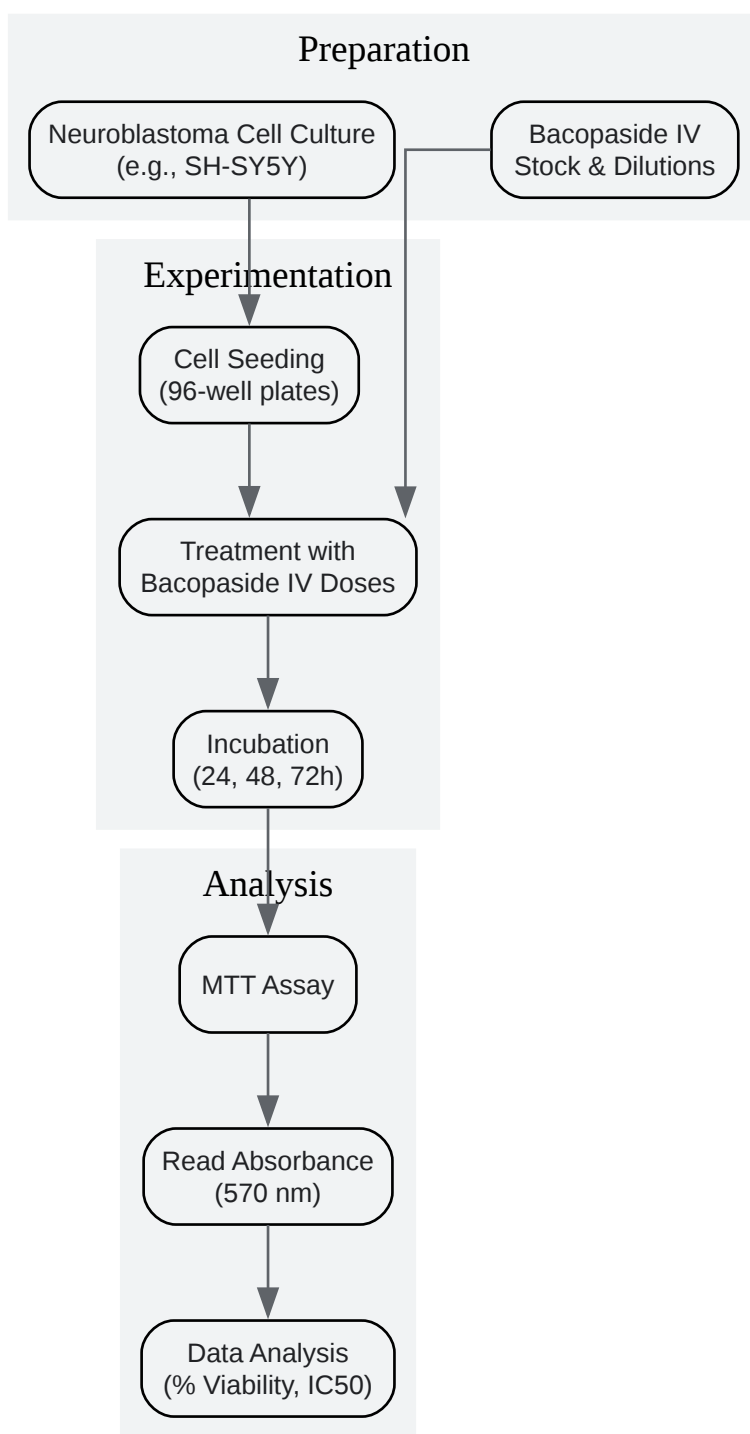 Preparation
Neuroblastoma Cell Culture
(e.g., SH-SY5Y)
Bacopaside IV
Stock & Dilutions
Experimentation
Cell Seeding
(96-well plates)
Treatment with
Bacopaside IV Doses
Incubation
(24, 48, 72h)
Analysis
MTT Assay
Read Absorbance
(570 nm)
Data Analysis
(% Viability, IC50)